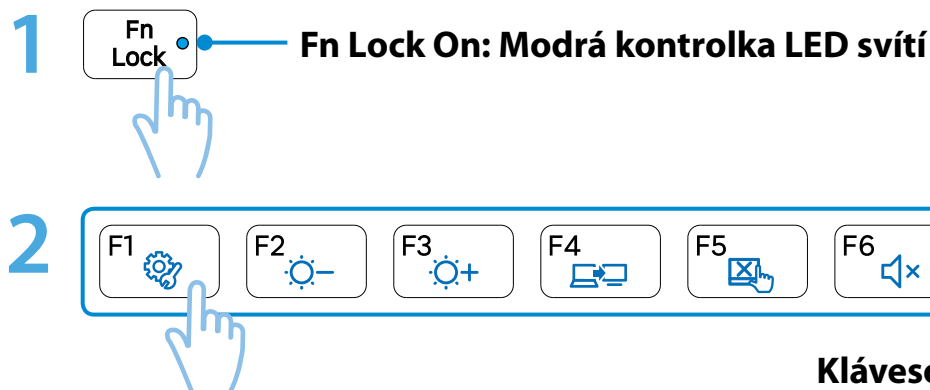 1
Fn
Lock
Fn Lock On: Modrá kontrolka LED svítí
2
F1 F2 F3 F4 F5 F6